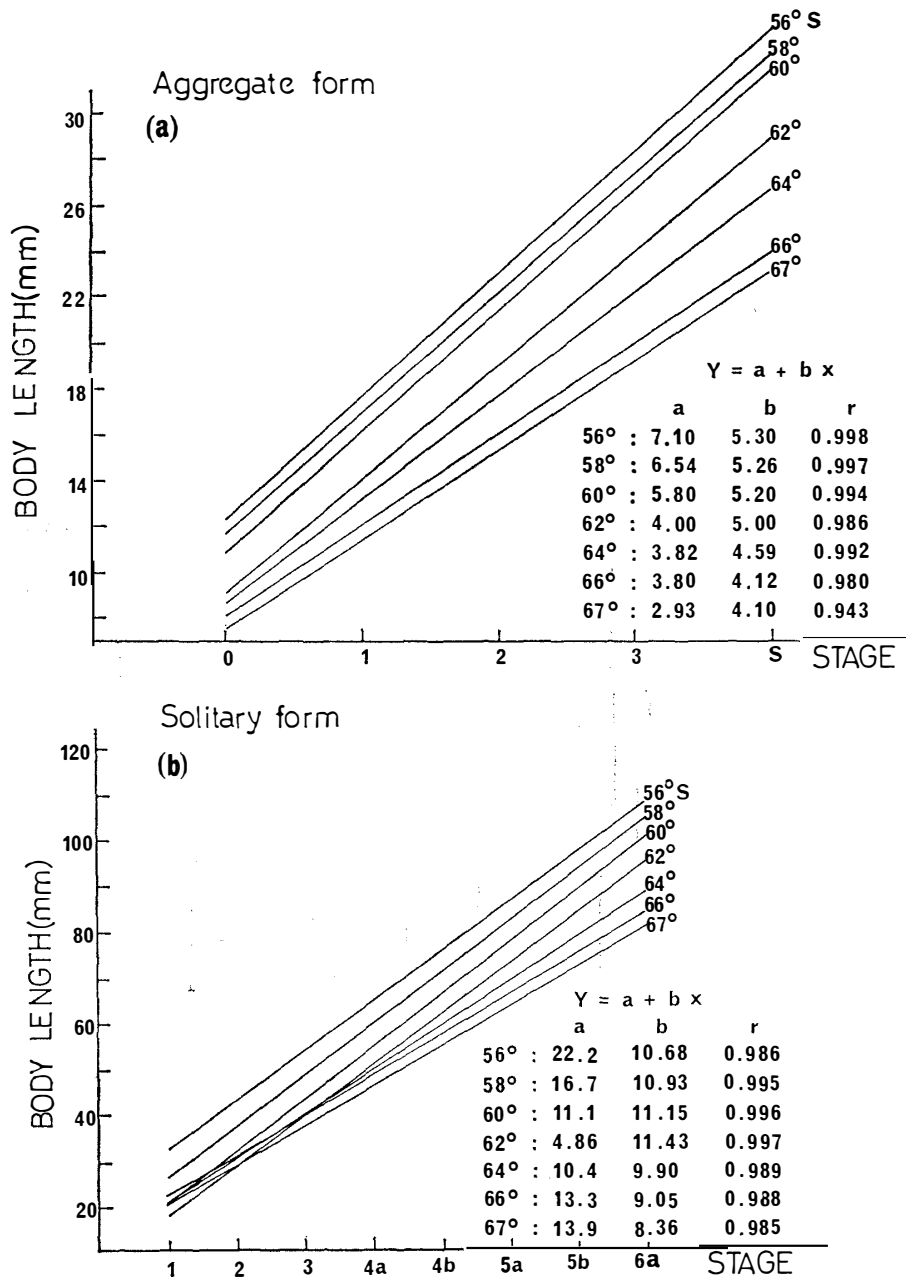 Aggregate form
(a)
BODY LENGTH(mm)
30
26
22
18
14
10
56° S
58°
60°
62°
64°
66°
67°
Y = a + b x
a b r
56° : 7.10 5.30 0.998
58° : 6.54 5.26 0.997
60° : 5.80 5.20 0.994
62° : 4.00 5.00 0.986
64° : 3.82 4.59 0.992
66° : 3.80 4.12 0.980
67° : 2.93 4.10 0.943
0 1 2 3 S STAGE
Solitary form
(b)
BODY LENGTH(mm)
120
100
80
60
40
20
56° S
58°
60°
62°
64°
66°
67°
Y = a + b x
a b r
56° : 22.2 10.68 0.986
58° : 16.7 10.93 0.995
60° : 11.1 11.15 0.996
62° : 4.86 11.43 0.997
64° : 10.4 9.90 0.989
66° : 13.3 9.05 0.988
67° : 13.9 8.36 0.985
1 2 3 4a 4b 5a 5b 6a STAGE